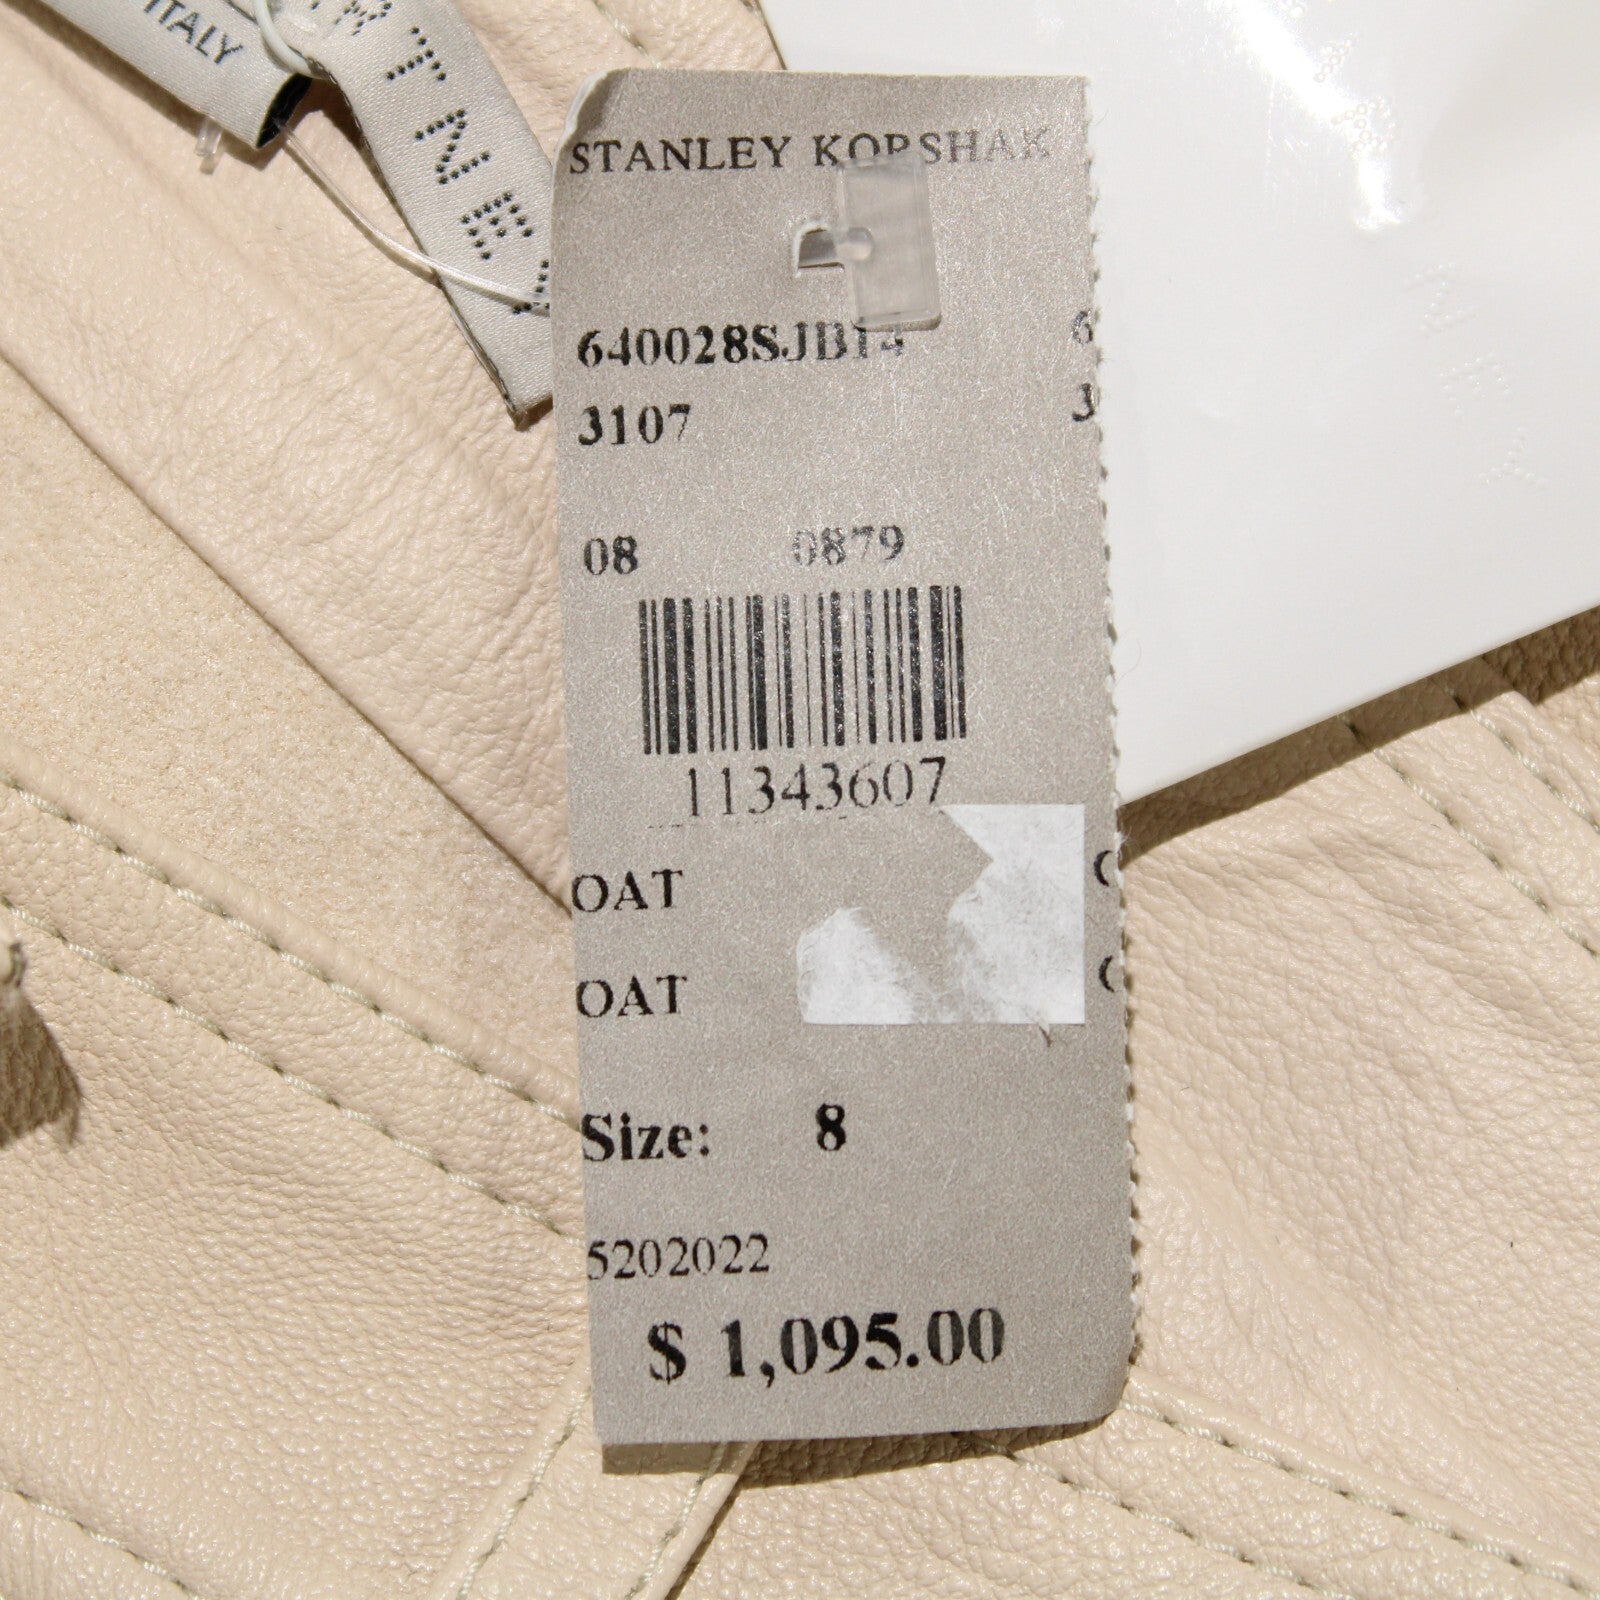 ITALY
STANLEY KORSHAK
640028SJB14
3107
08 0879
11343607
OAT
OAT
Size: 8
5202022
$ 1,095.00